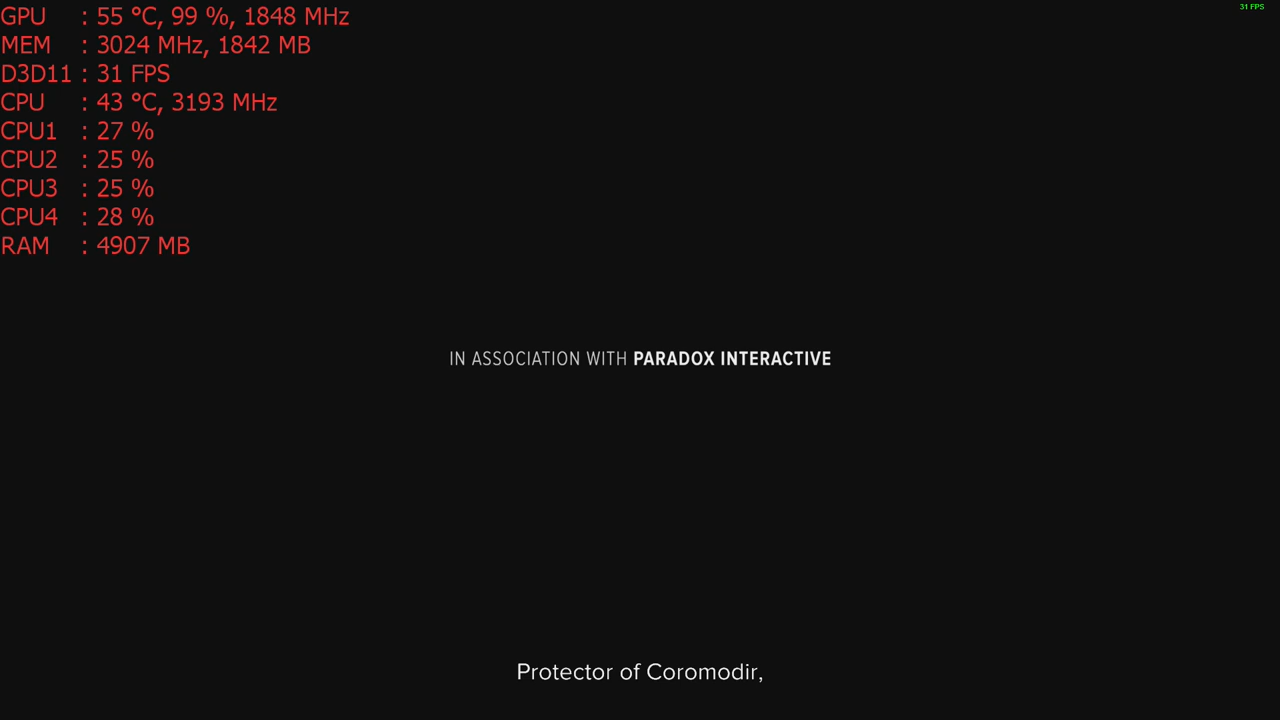 GPU : 55 °C, 99 %, 1848 MHz
31 FPS
MEM : 3024 MHz, 1842 MB
D3D11 : 31 FPS
CPU : 43 °C, 3193 MHz
CPU1 : 27 %
CPU2 : 25 %
CPU3 : 25 %
CPU4 : 28 %
RAM : 4907 MB
IN ASSOCIATION WITH PARADOX INTERACTIVE
Protector of Coromodir,